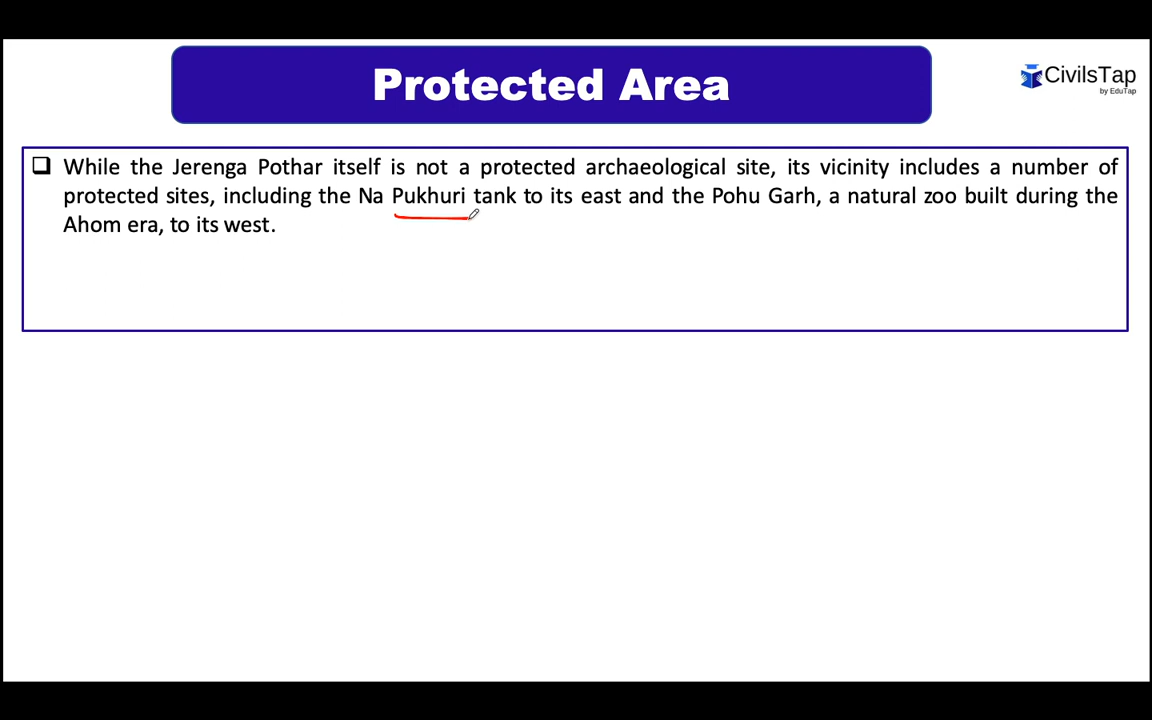 Protected Area
CivilsTap
by EduTap
While the Jerenga Pothar itself is not a protected archaeological site, its vicinity includes a number of
protected sites, including the Na Pukhuri tank to its east and the Pohu Garh, a natural zoo built during the
Ahom era, to its west.